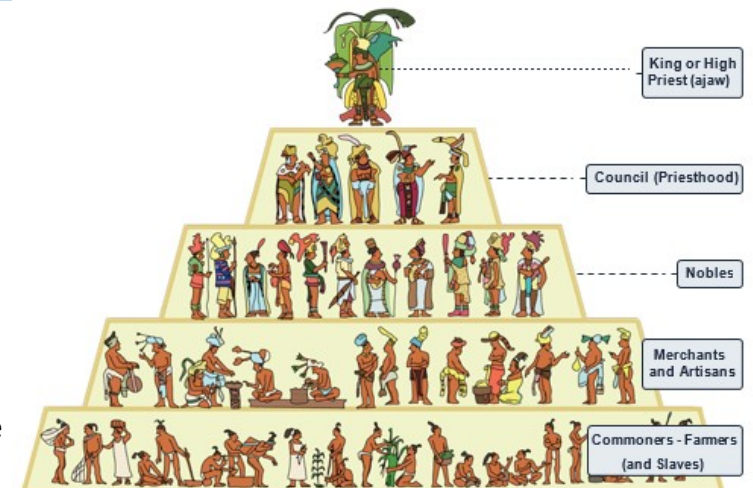 King or High
Priest (ajaw)
Council (Priesthood)
Nobles
Merchants
and Artisans
Commoners - Farmers
(and Slaves)